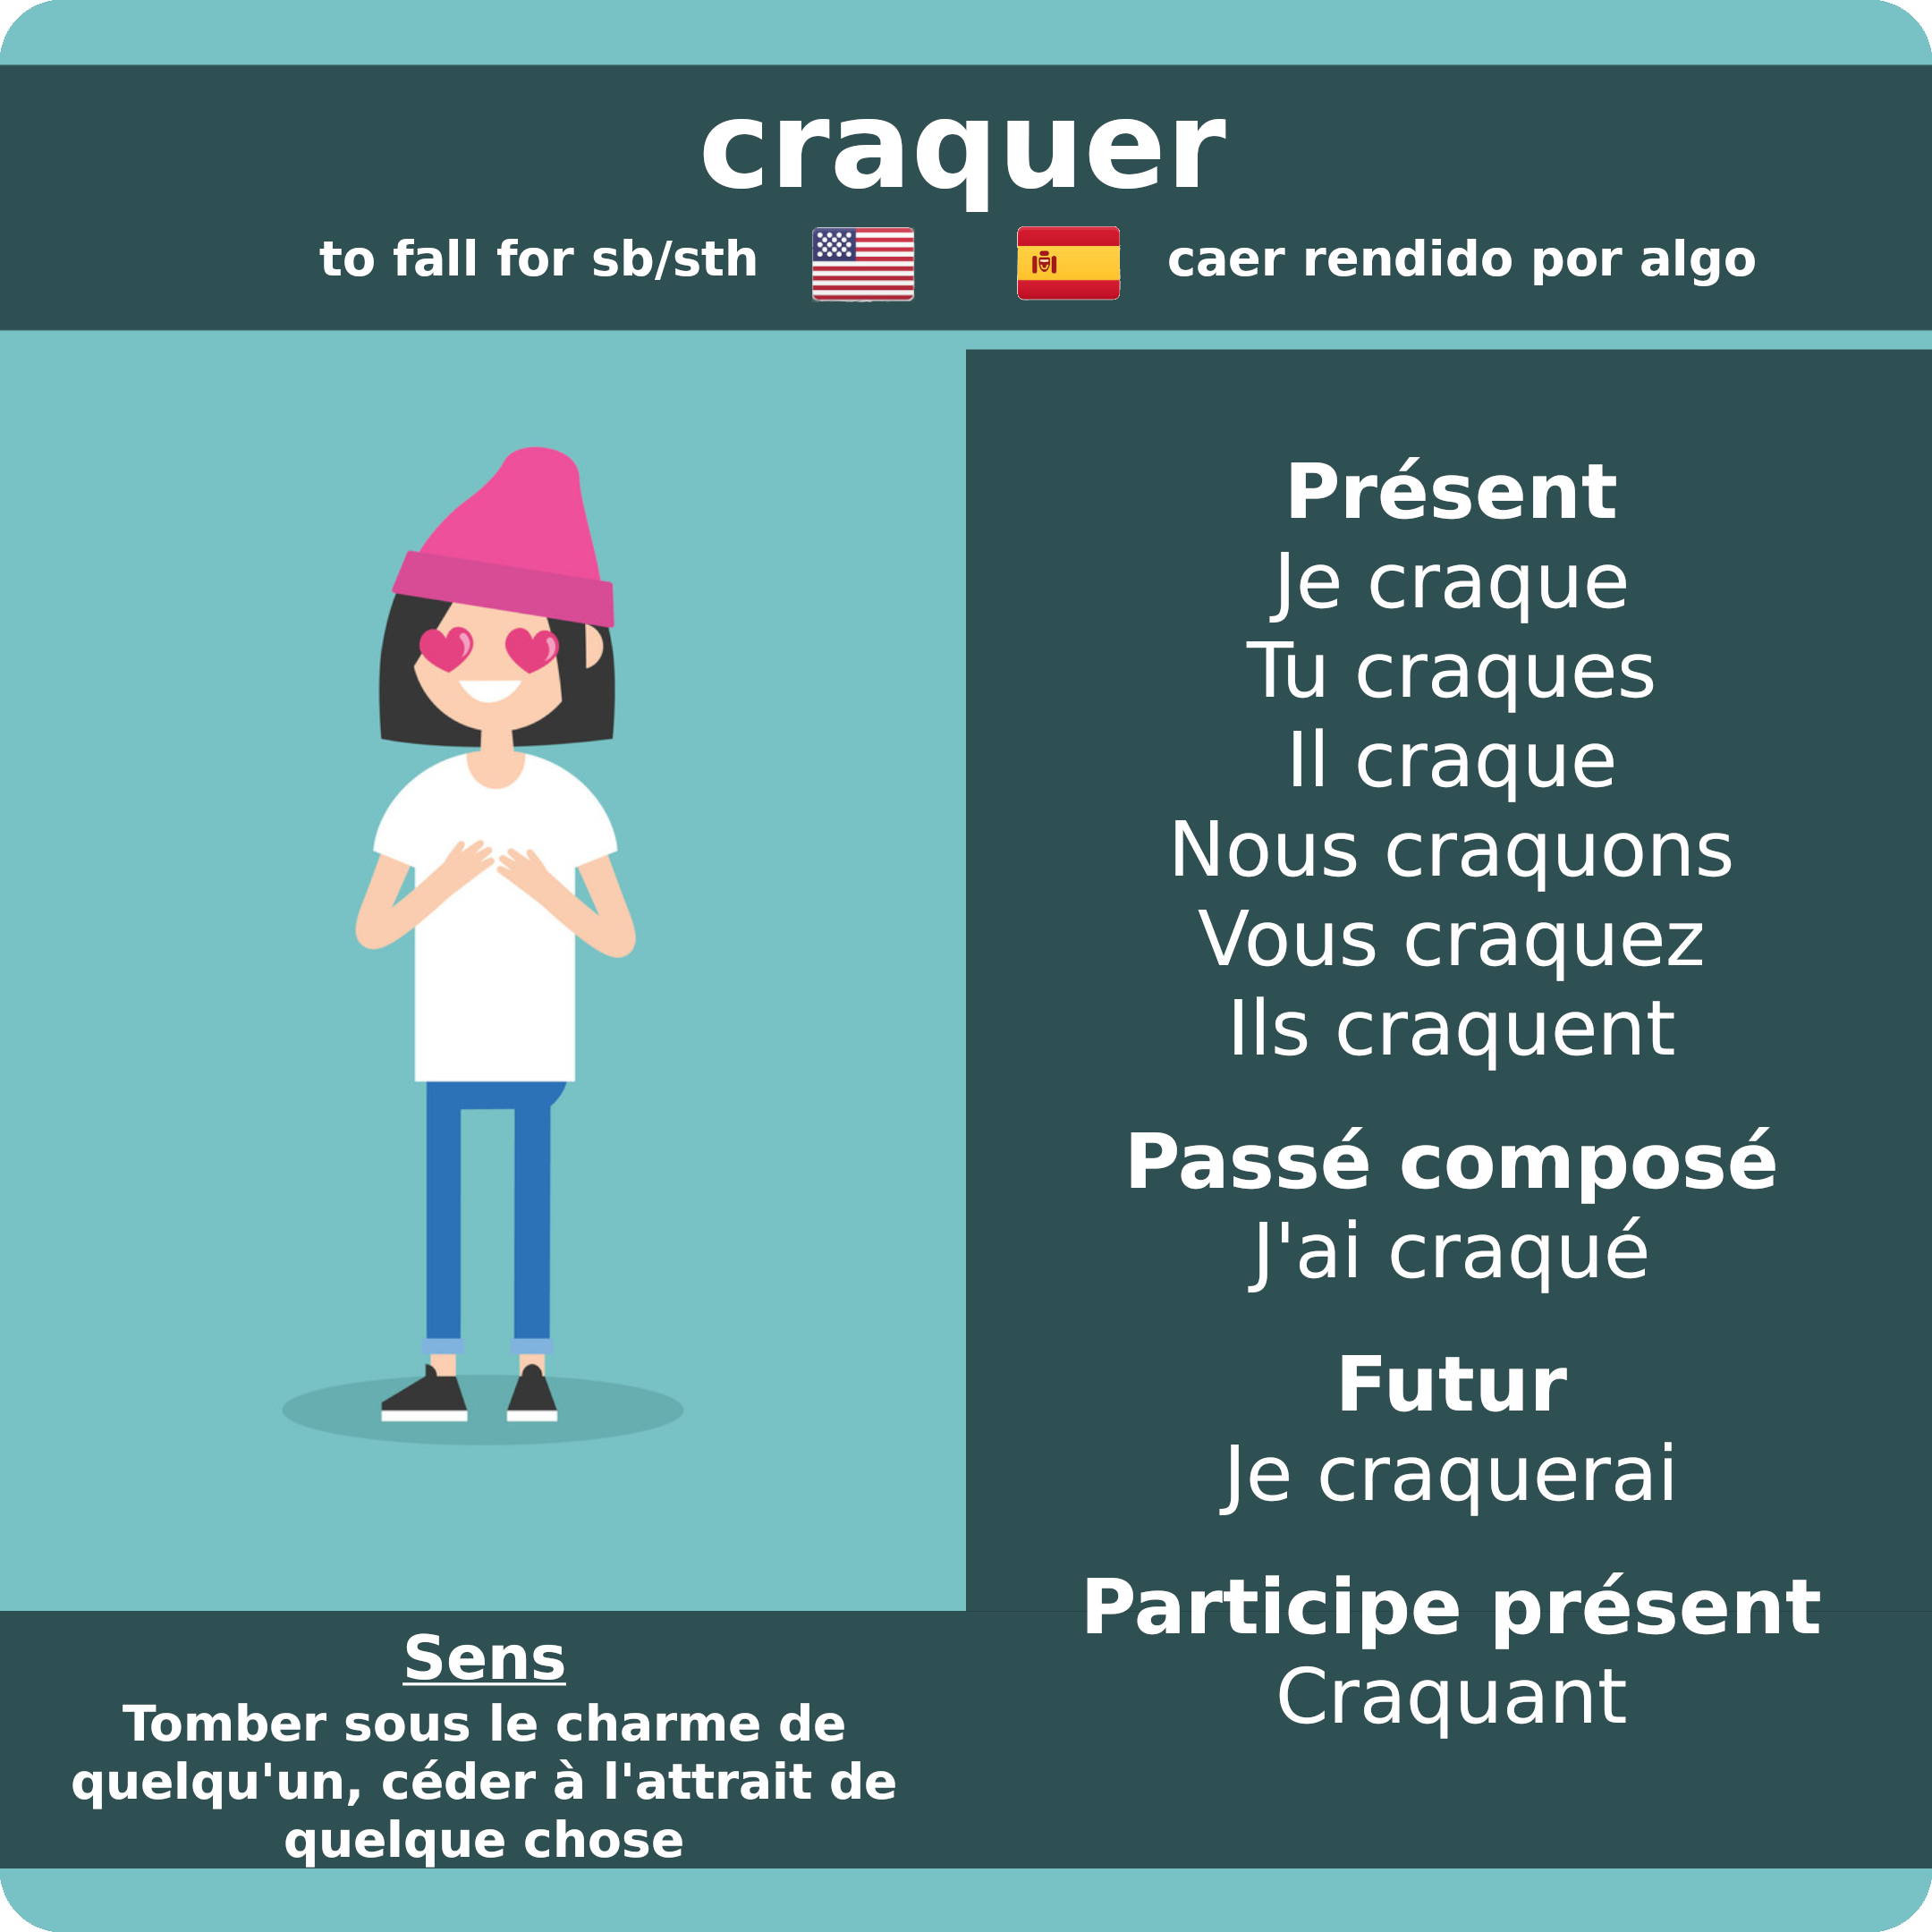 craquer
to fall for sb/sth
caer rendido por algo
Présent
Je craque
Tu craques
Il craque
Nous craquons
Vous craquez
Ils craquent
Passé composé
J'ai craqué
Futur
Je craquerai
Participe présent
Craquant
Sens
Tomber sous le charme de
quelqu'un, céder à l'attrait de
quelque chose